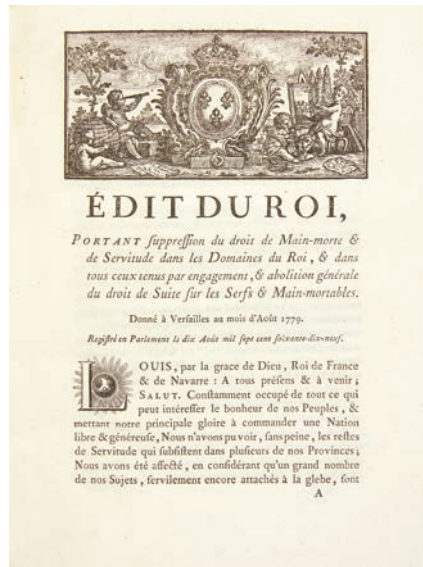 ÉDIT DU ROI,
PORTANT ſuppreſſion du droit de Main-morte &
de Servitude dans les Domaines du Roi, & dans
tous ceux tenus par engagement, & abolition générale
du droit de Suite ſur les Serfs & Main-mortables.
Donné à Verſailles au mois d'Août 1779.
Regiſtré en Parlement le dix Août mil ſept cent ſoixante-dix-neuf.
LOUIS, par la grace de Dieu, Roi de France
& de Navarre : A tous préſens & à venir ;
SALUT. Conſtamment occupé de tout ce qui
peut intéreſſer le bonheur de nos Peuples, &
mettant notre principale gloire à commander une Nation
libre & généreuſe, Nous n'avons pu voir, ſans peine, les reſtes
de Servitude qui ſubſiſtent dans pluſieurs de nos Provinces ;
Nous avons été affecté, en conſidérant qu'un grand nombre
de nos Sujets, ſervilement encore attachés à la glebe, ſont
A